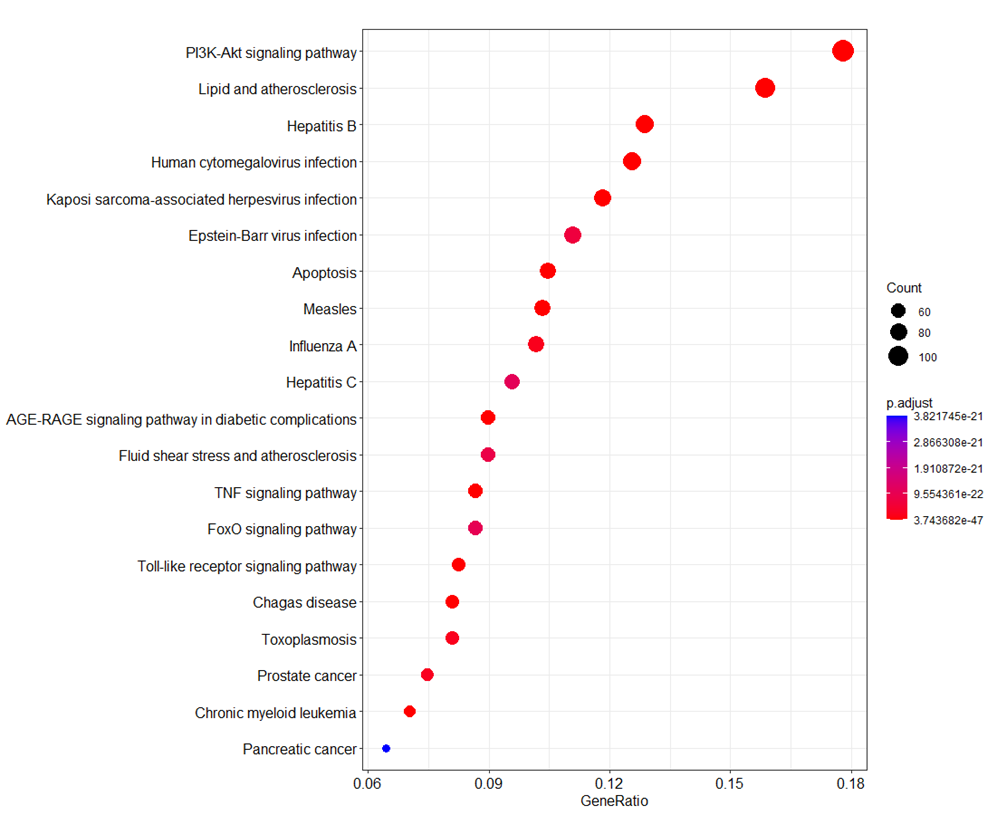 PI3K-Akt signaling pathway
Lipid and atherosclerosis
Hepatitis B
Human cytomegalovirus infection
Kaposi sarcoma-associated herpesvirus infection
Epstein-Barr virus infection
Apoptosis
Measles
Influenza A
Hepatitis C
AGE-RAGE signaling pathway in diabetic complications
Fluid shear stress and atherosclerosis
TNF signaling pathway
FoxO signaling pathway
Toll-like receptor signaling pathway
Chagas disease
Toxoplasmosis
Prostate cancer
Chronic myeloid leukemia
Pancreatic cancer
0.06 0.09 0.12 0.15 0.18
GeneRatio
Count
60
80
100
p.adjust
3.821745e-21
2.866308e-21
1.910872e-21
9.554361e-22
3.743682e-47